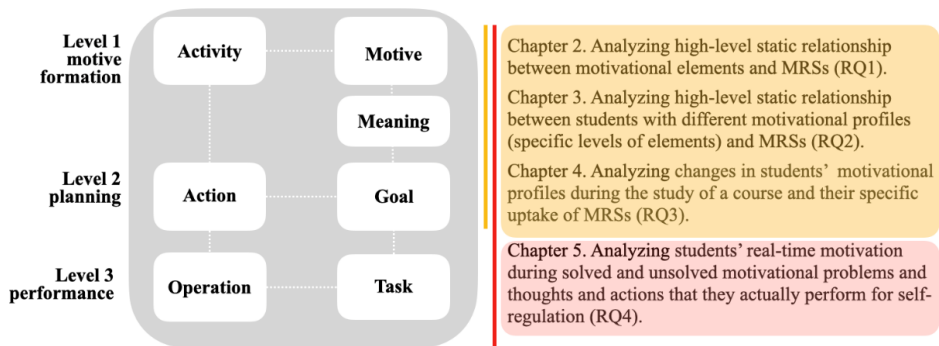 Level 1
motive
formation
Activity
Motive
Meaning
Level 2
planning
Action
Goal
Level 3
performance
Operation
Task
Chapter 2. Analyzing high-level static relationship
between motivational elements and MRSs (RQ1).
Chapter 3. Analyzing high-level static relationship
between students with different motivational profiles
(specific levels of elements) and MRSs (RQ2).
Chapter 4. Analyzing changes in students’ motivational
profiles during the study of a course and their specific
uptake of MRSs (RQ3).
Chapter 5. Analyzing students’ real-time motivation
during solved and unsolved motivational problems and
thoughts and actions that they actually perform for self-
regulation (RQ4).